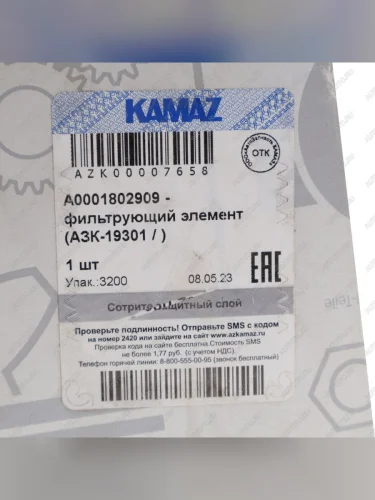 KAMAZ
AZK00007658
ОТК
A0001802909 -
фильтрующий элемент
(АЗК-19301 / )
1 шт
Упак.:3200
08.05.23
EAC
Сотрите защитный слой
Проверьте подлинность! Отправьте SMS с кодом
на номер 2420 или зайдите на сайт www.azkamaz.ru
Проверка кода на сайте бесплатна.Стоимость SMS
не более 1,77 руб. (с учетом НДС).
Телефон горячей линии: 8-800-555-00-95 (звонок бесплатный)